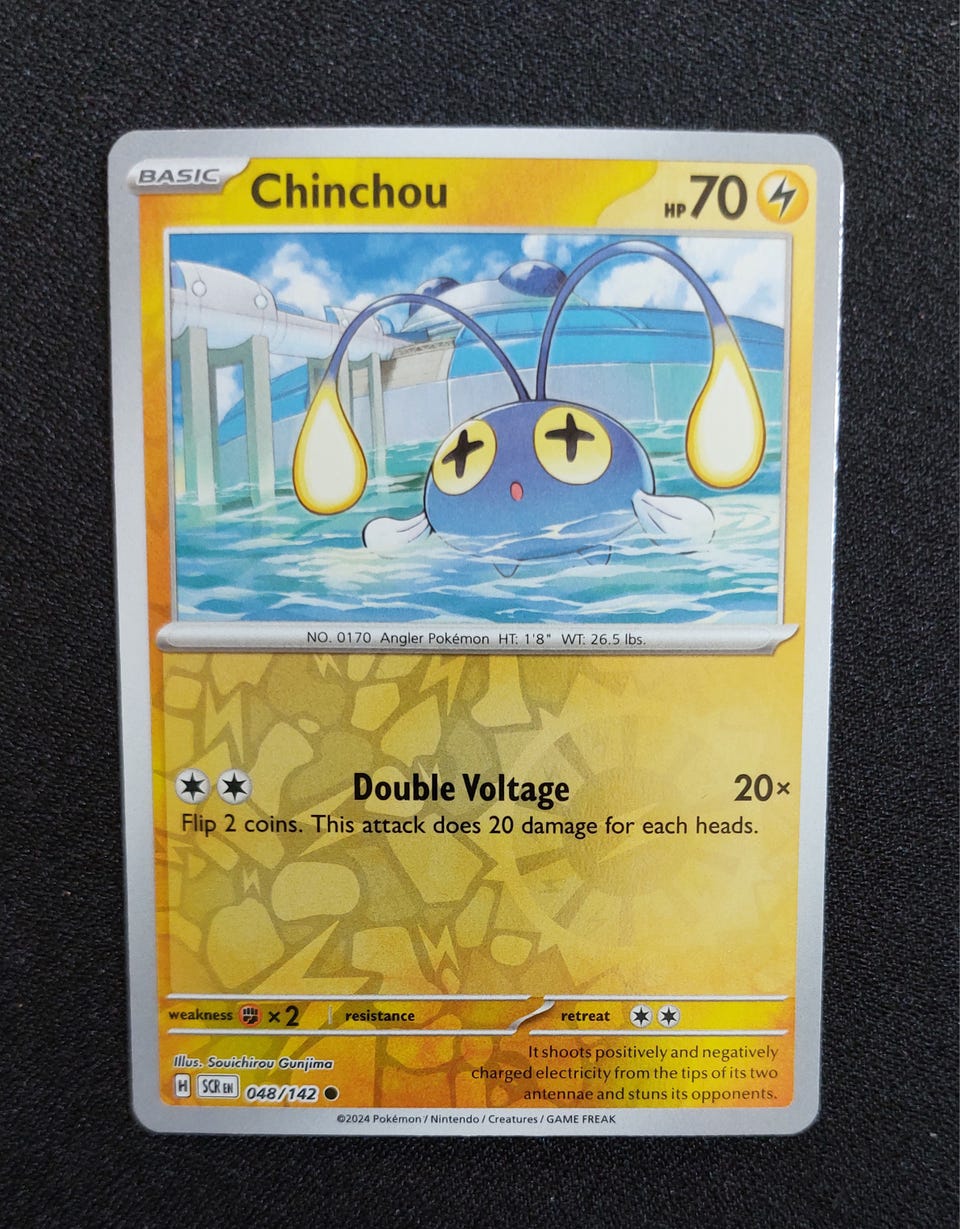 BASIC Chinchou HP 70
NO. 0170 Angler Pokémon HT: 1'8" WT: 26.5 lbs.
Double Voltage 20×
Flip 2 coins. This attack does 20 damage for each heads.
weakness ×2 resistance retreat
Illus. Souichirou Gunjima
It shoots positively and negatively
charged electricity from the tips of its two
antennae and stuns its opponents.
H SCR EN 048/142
©2024 Pokémon / Nintendo / Creatures / GAME FREAK